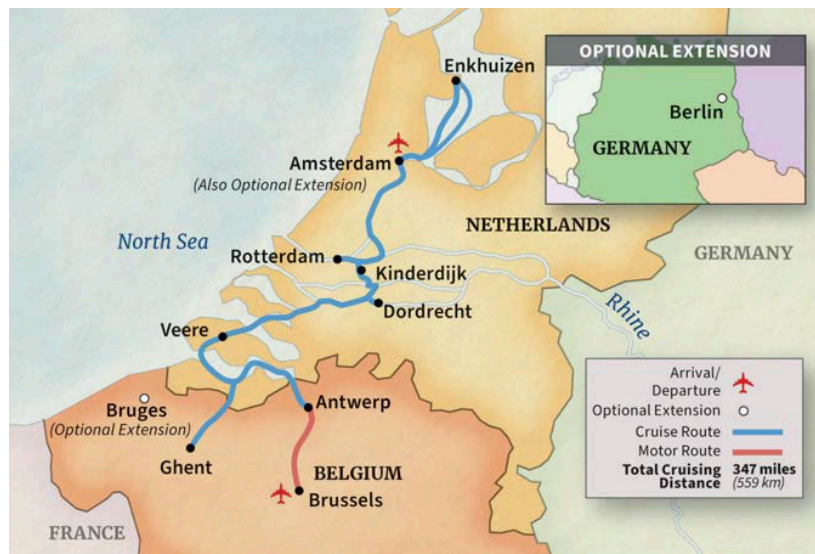 Enkhuizen
OPTIONAL EXTENSION
Berlin
GERMANY
Amsterdam
(Also Optional Extension)
North Sea
NETHERLANDS
GERMANY
Rotterdam
Kinderdijk
Dordrecht
Rhine
Veere
Bruges
(Optional Extension)
Antwerp
Ghent
BELGIUM
Brussels
FRANCE
Arrival/
Departure
Optional Extension
Cruise Route
Motor Route
Total Cruising 347 miles
Distance (559 km)